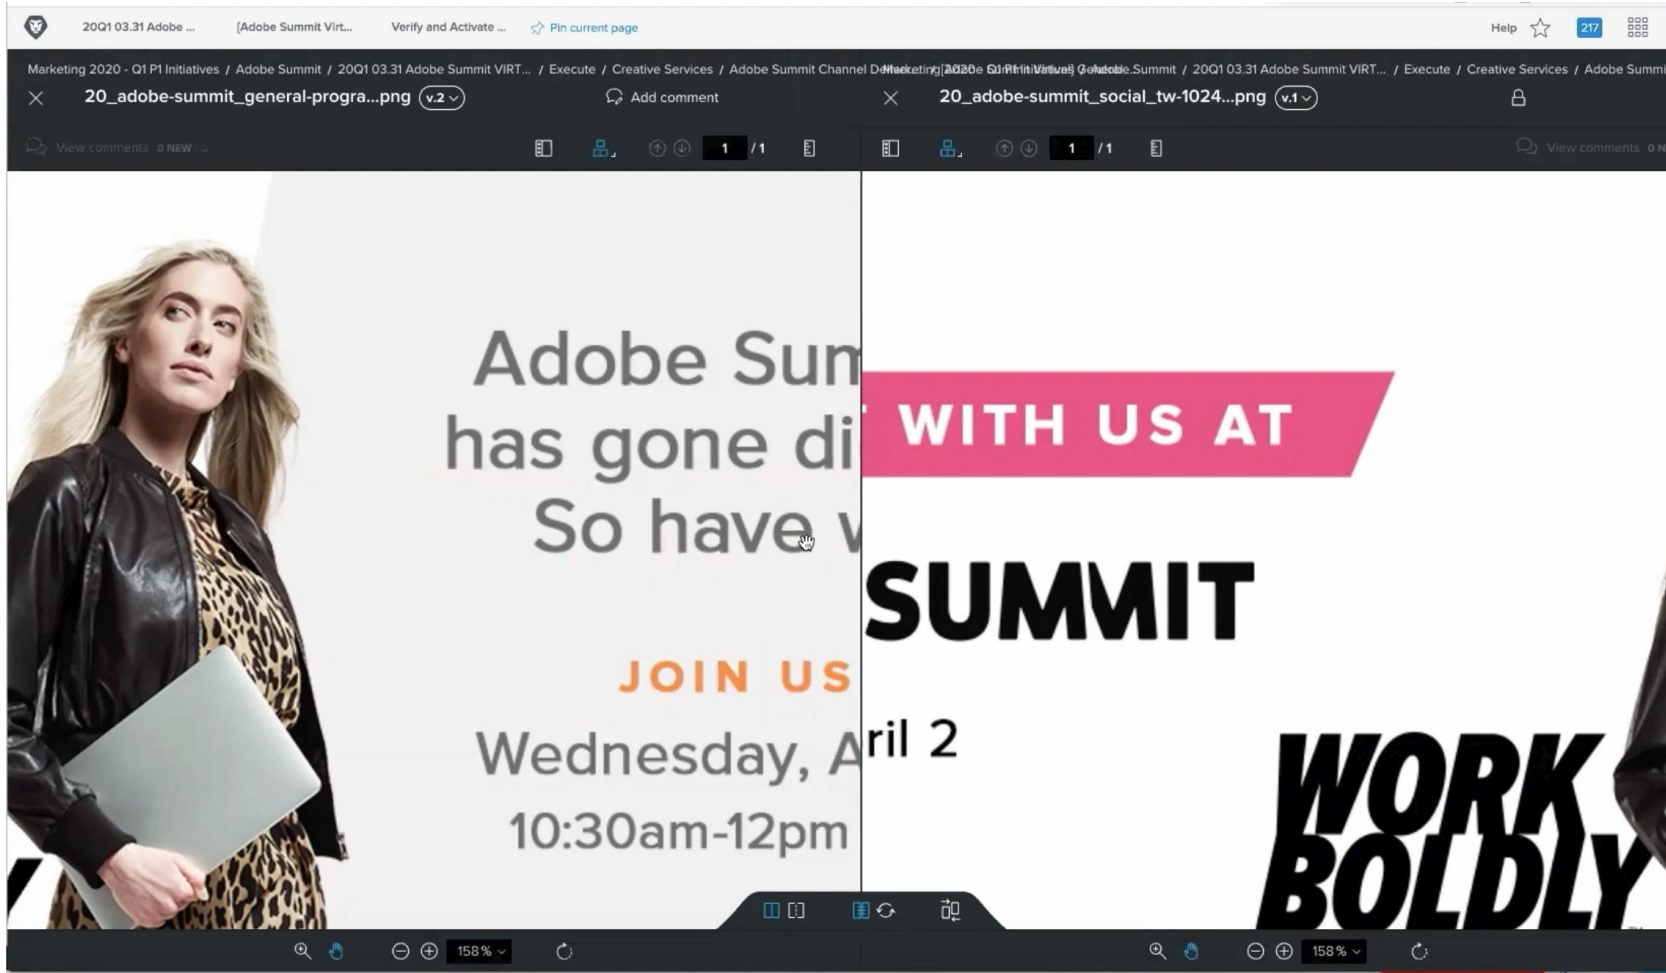 20Q1 03.31 Adobe ...
[Adobe Summit Virt...
Verify and Activate ...
Pin current page
Help
217
Marketing 2020 - Q1 P1 Initiatives / Adobe Summit / 20Q1 03.31 Adobe Summit VIRT... / Execute / Creative Services / Adobe Summit Channel
Summit / 20Q1 03.31 Adobe Summit VIRT... / Execute / Creative Services / Adobe Summi
20_adobe-summit_general-progra...png
v.2
Add comment
20_adobe-summit_social_tw-1024...png
v.1
View comments 0 NEW
1 / 1
1 / 1
View comments 0 N
Adobe Sum
has gone di
So have w
JOIN US
Wednesday, A
10:30am-12pm
WITH US AT
SUMMIT
ril 2
WORK
BOLDLY
158%
158%